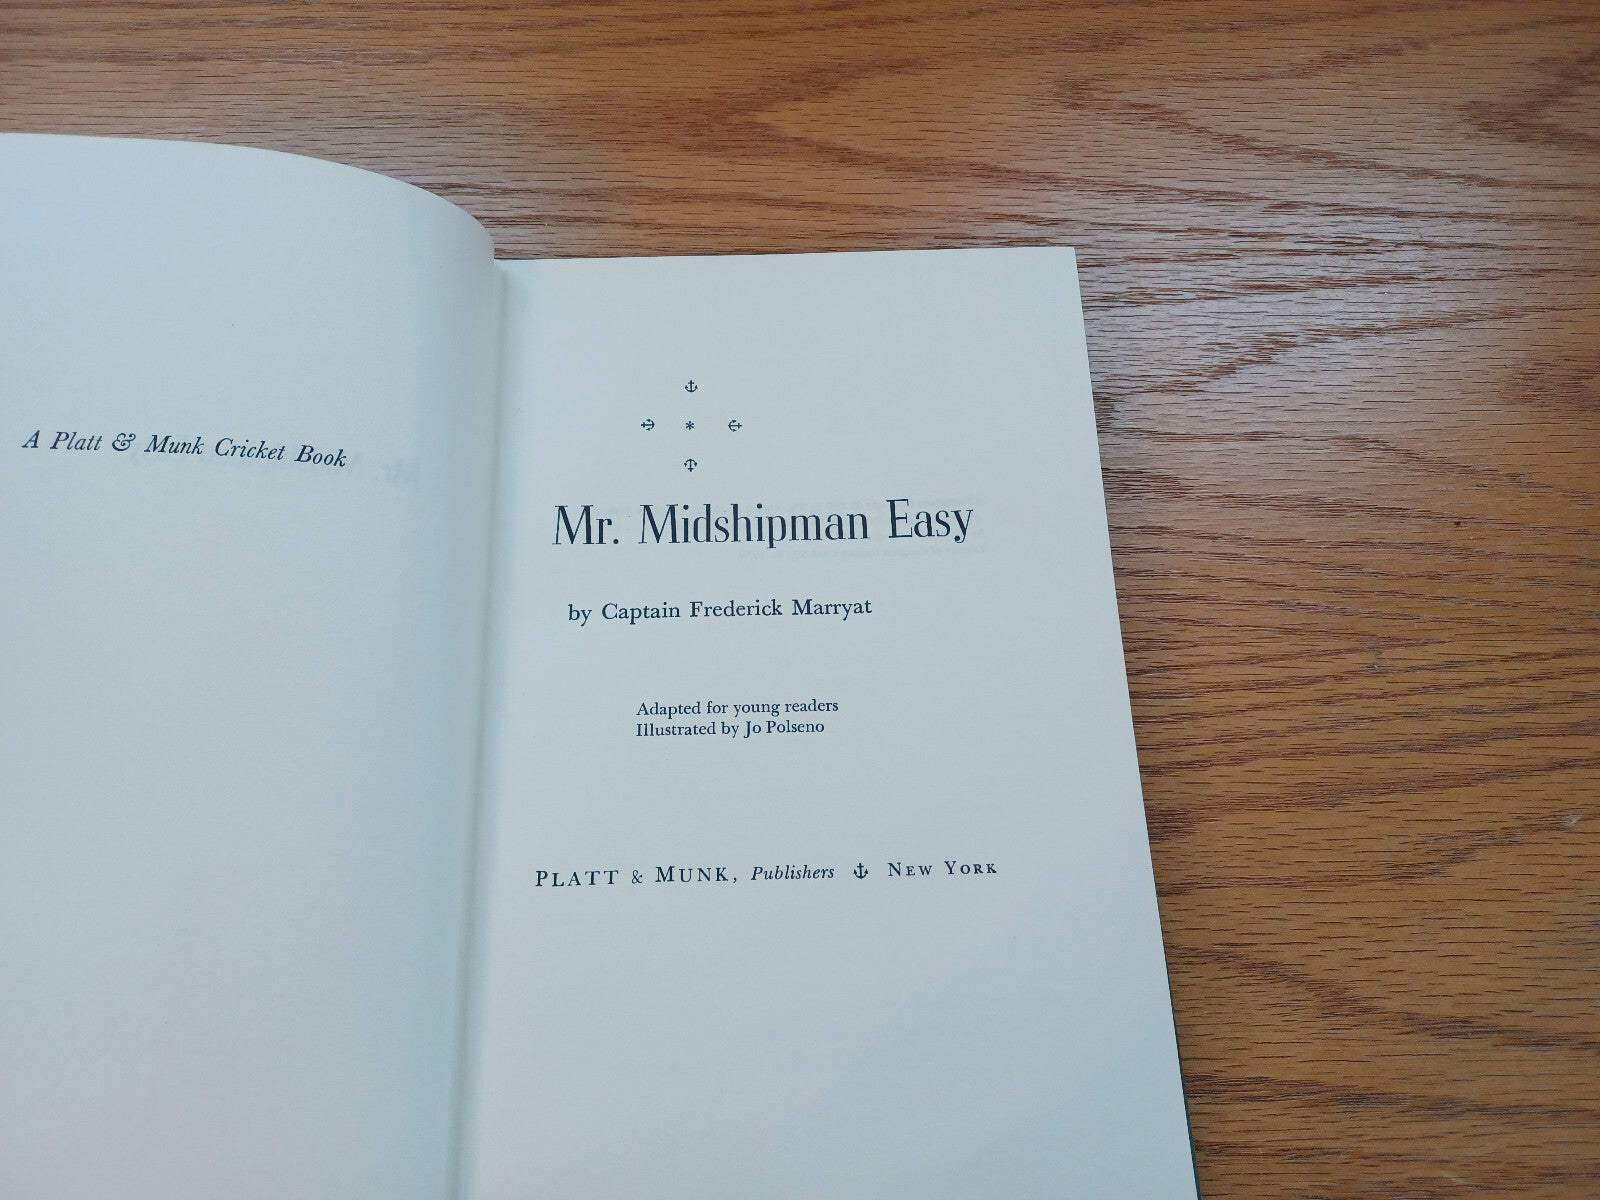 A Platt & Munk Cricket Book
Mr. Midshipman Easy
by Captain Frederick Marryat
Adapted for young readers
Illustrated by Jo Polseno
PLATT & MUNK, Publishers ⚓ NEW YORK